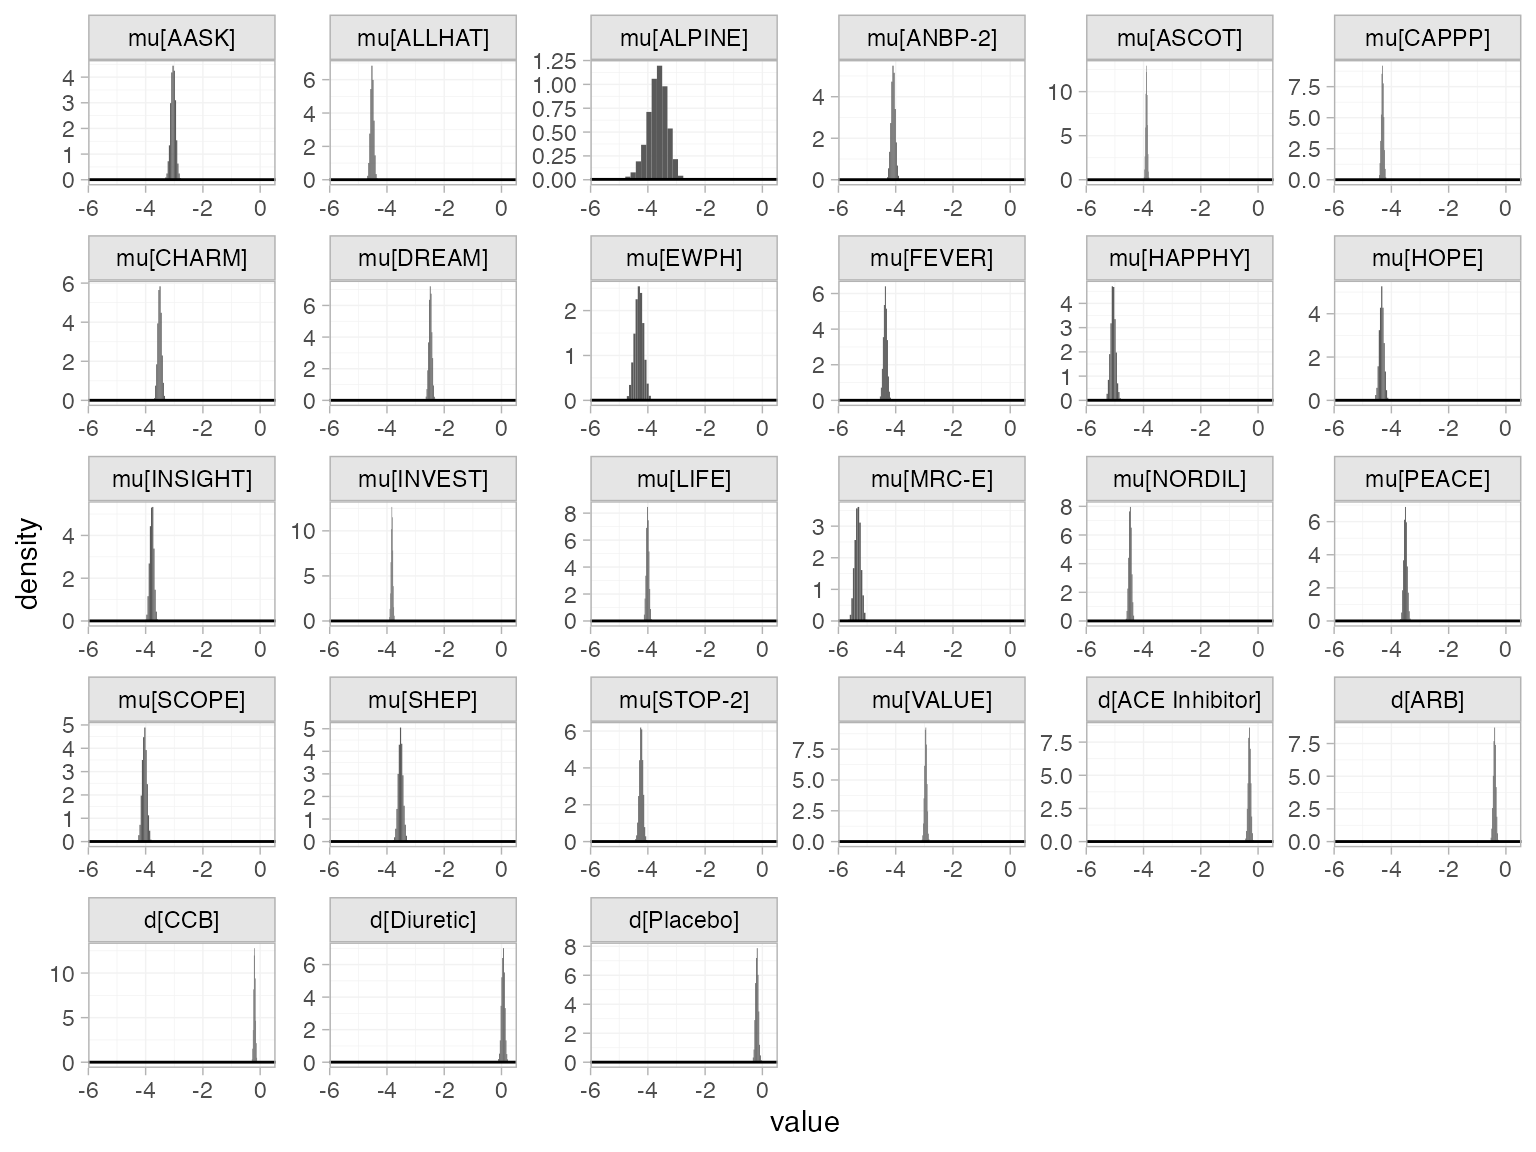 mu[AASK] mu[ALLHAT] mu[ALPINE] mu[ANBP-2] mu[ASCOT] mu[CAPPP]
4 3 2 1 0
6 4 2 0
1.25 1.00 0.75 0.50 0.25 0.00
4 2 0
10 5 0
7.5 5.0 2.5 0.0
-6 -4 -2 0 -6 -4 -2 0 -6 -4 -2 0 -6 -4 -2 0 -6 -4 -2 0 -6 -4 -2 0
mu[CHARM] mu[DREAM] mu[EWPH] mu[FEVER] mu[HAPPHY] mu[HOPE]
6 4 2 0
6 4 2 0
2 1 0
6 4 2 0
4 3 2 1 0
4 2 0
-6 -4 -2 0 -6 -4 -2 0 -6 -4 -2 0 -6 -4 -2 0 -6 -4 -2 0 -6 -4 -2 0
mu[INSIGHT] mu[INVEST] mu[LIFE] mu[MRC-E] mu[NORDIL] mu[PEACE]
4 2 0
10 5 0
8 6 4 2 0
3 2 1 0
8 6 4 2 0
6 4 2 0
-6 -4 -2 0 -6 -4 -2 0 -6 -4 -2 0 -6 -4 -2 0 -6 -4 -2 0 -6 -4 -2 0
density
mu[SCOPE] mu[SHEP] mu[STOP-2] mu[VALUE] d[ACE Inhibitor] d[ARB]
5 4 3 2 1 0
5 4 3 2 1 0
6 4 2 0
7.5 5.0 2.5 0.0
7.5 5.0 2.5 0.0
7.5 5.0 2.5 0.0
-6 -4 -2 0 -6 -4 -2 0 -6 -4 -2 0 -6 -4 -2 0 -6 -4 -2 0 -6 -4 -2 0
d[CCB] d[Diuretic] d[Placebo]
10 5 0
6 4 2 0
8 6 4 2 0
-6 -4 -2 0 -6 -4 -2 0 -6 -4 -2 0
value